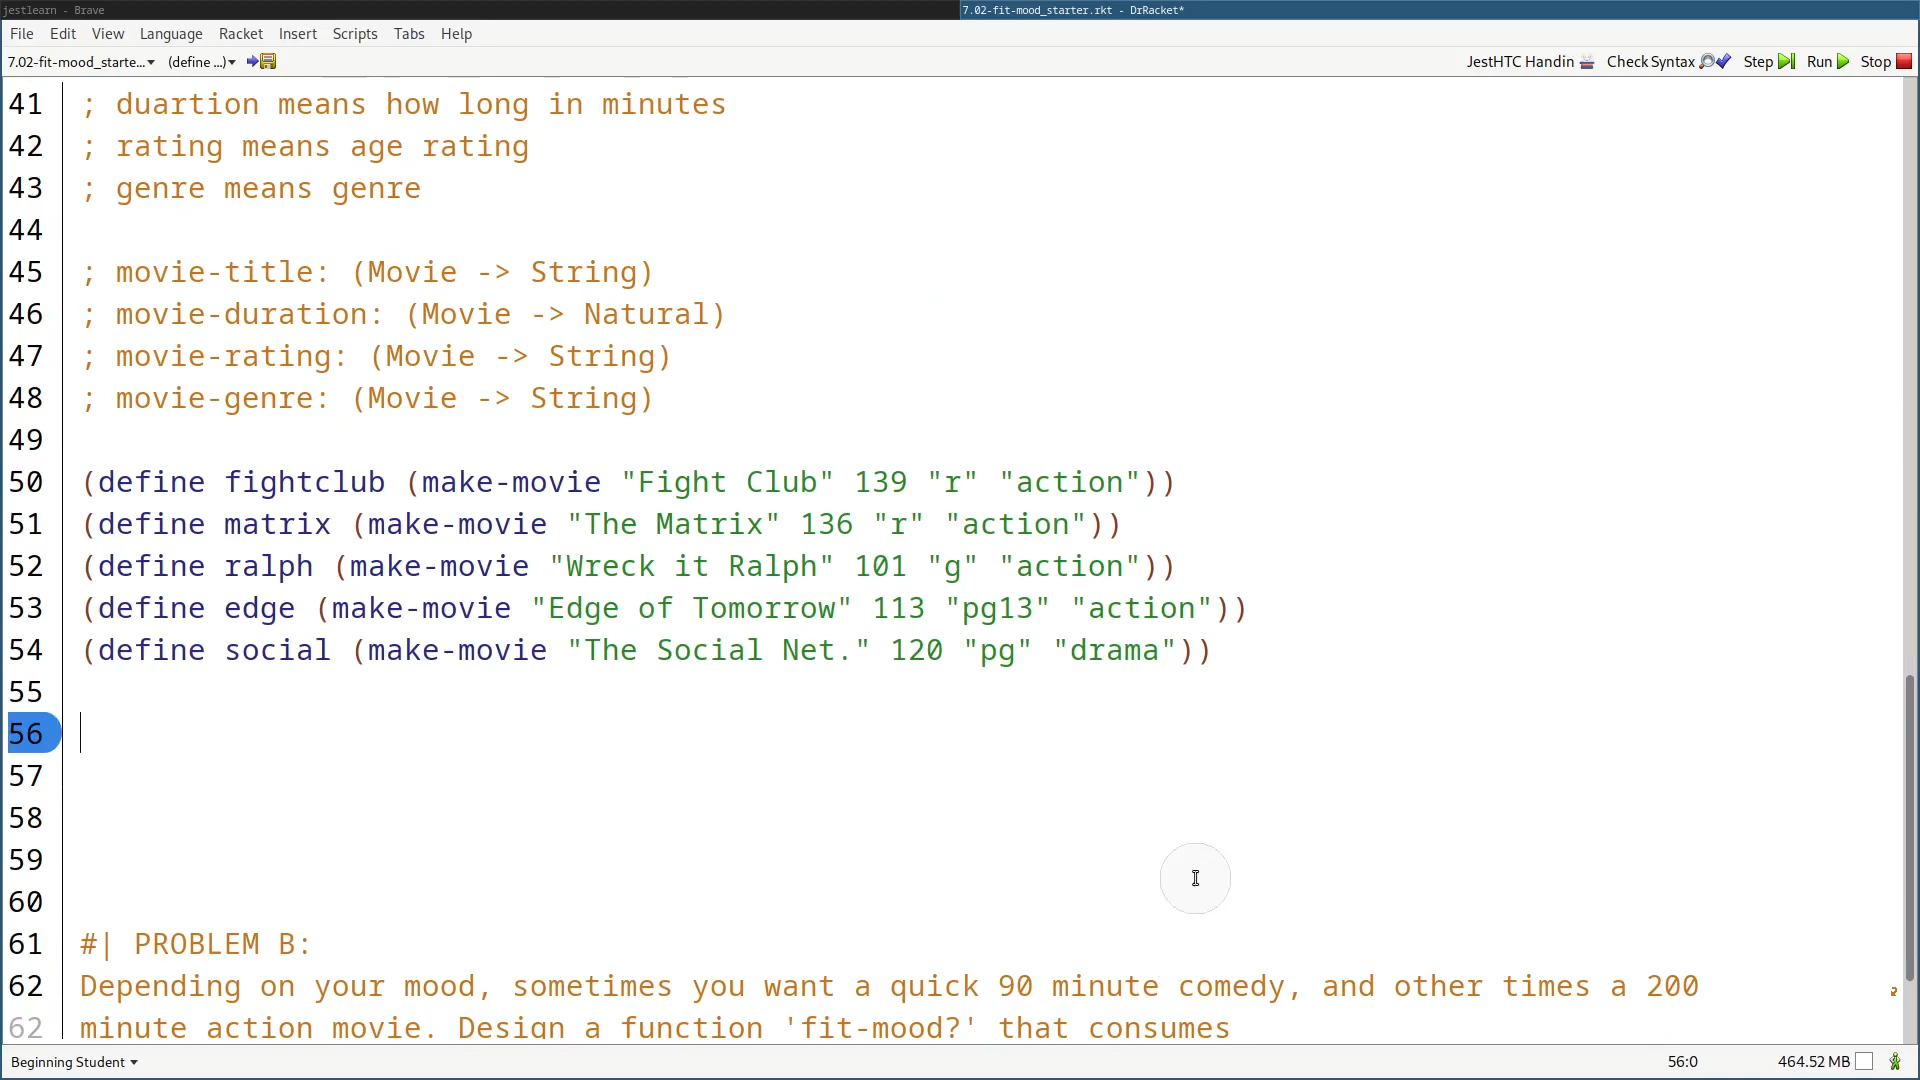 jestlearn - Brave
7.02-fit-mood_starter.rkt - DrRacket*
File Edit View Language Racket Insert Scripts Tabs Help
7.02-fit-mood_starte... (define ...) JestHTC Handin Check Syntax Step Run Stop
41 ; duartion means how long in minutes
42 ; rating means age rating
43 ; genre means genre
44
45 ; movie-title: (Movie -> String)
46 ; movie-duration: (Movie -> Natural)
47 ; movie-rating: (Movie -> String)
48 ; movie-genre: (Movie -> String)
49
50 (define fightclub (make-movie "Fight Club" 139 "r" "action"))
51 (define matrix (make-movie "The Matrix" 136 "r" "action"))
52 (define ralph (make-movie "Wreck it Ralph" 101 "g" "action"))
53 (define edge (make-movie "Edge of Tomorrow" 113 "pg13" "action"))
54 (define social (make-movie "The Social Net." 120 "pg" "drama"))
55
56
57
58
59
60
61 #| PROBLEM B:
62 Depending on your mood, sometimes you want a quick 90 minute comedy, and other times a 200
62 minute action movie. Design a function 'fit-mood?' that consumes
Beginning Student 56:0 464.52 MB